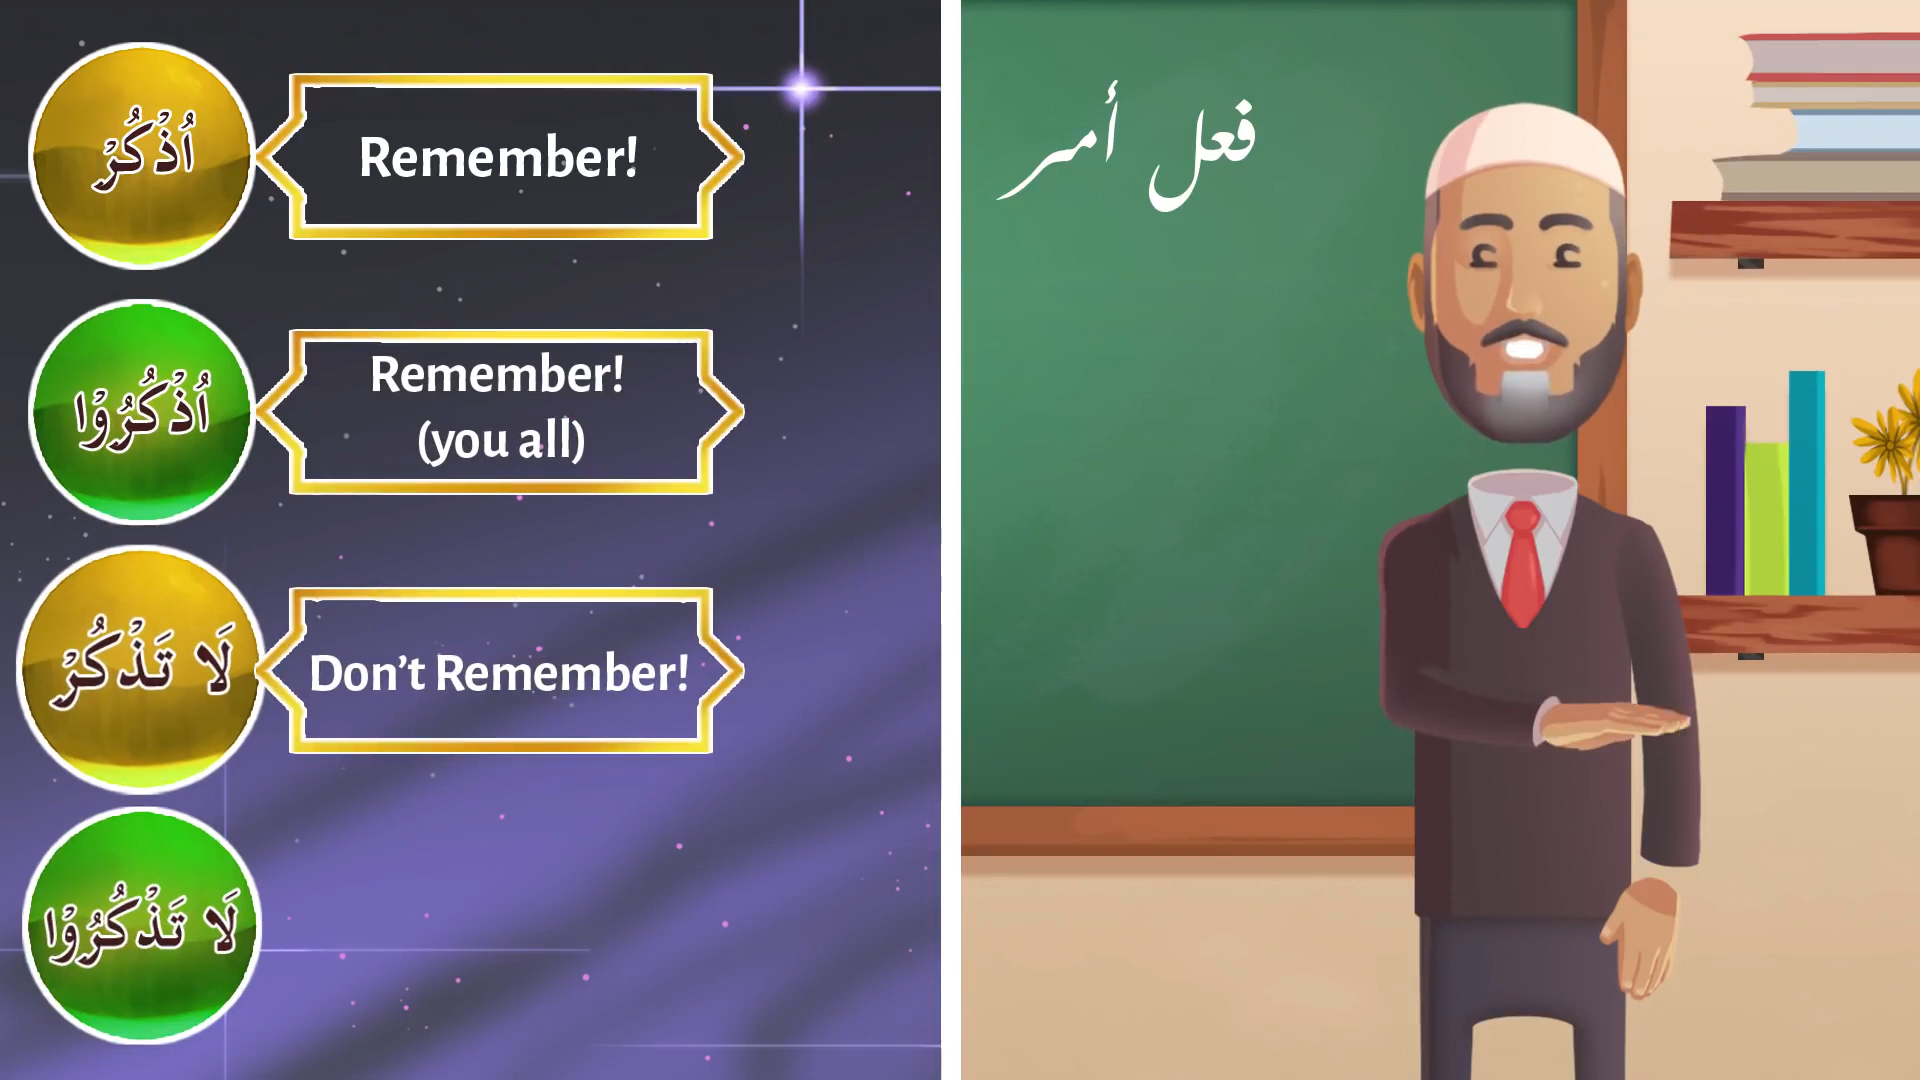 اُذْكُرْ
Remember!
اُذْكُرُوْا
Remember!
(you all)
لَا تَذْكُرْ
Don’t Remember!
لَا تَذْكُرُوْا
فعل أمر